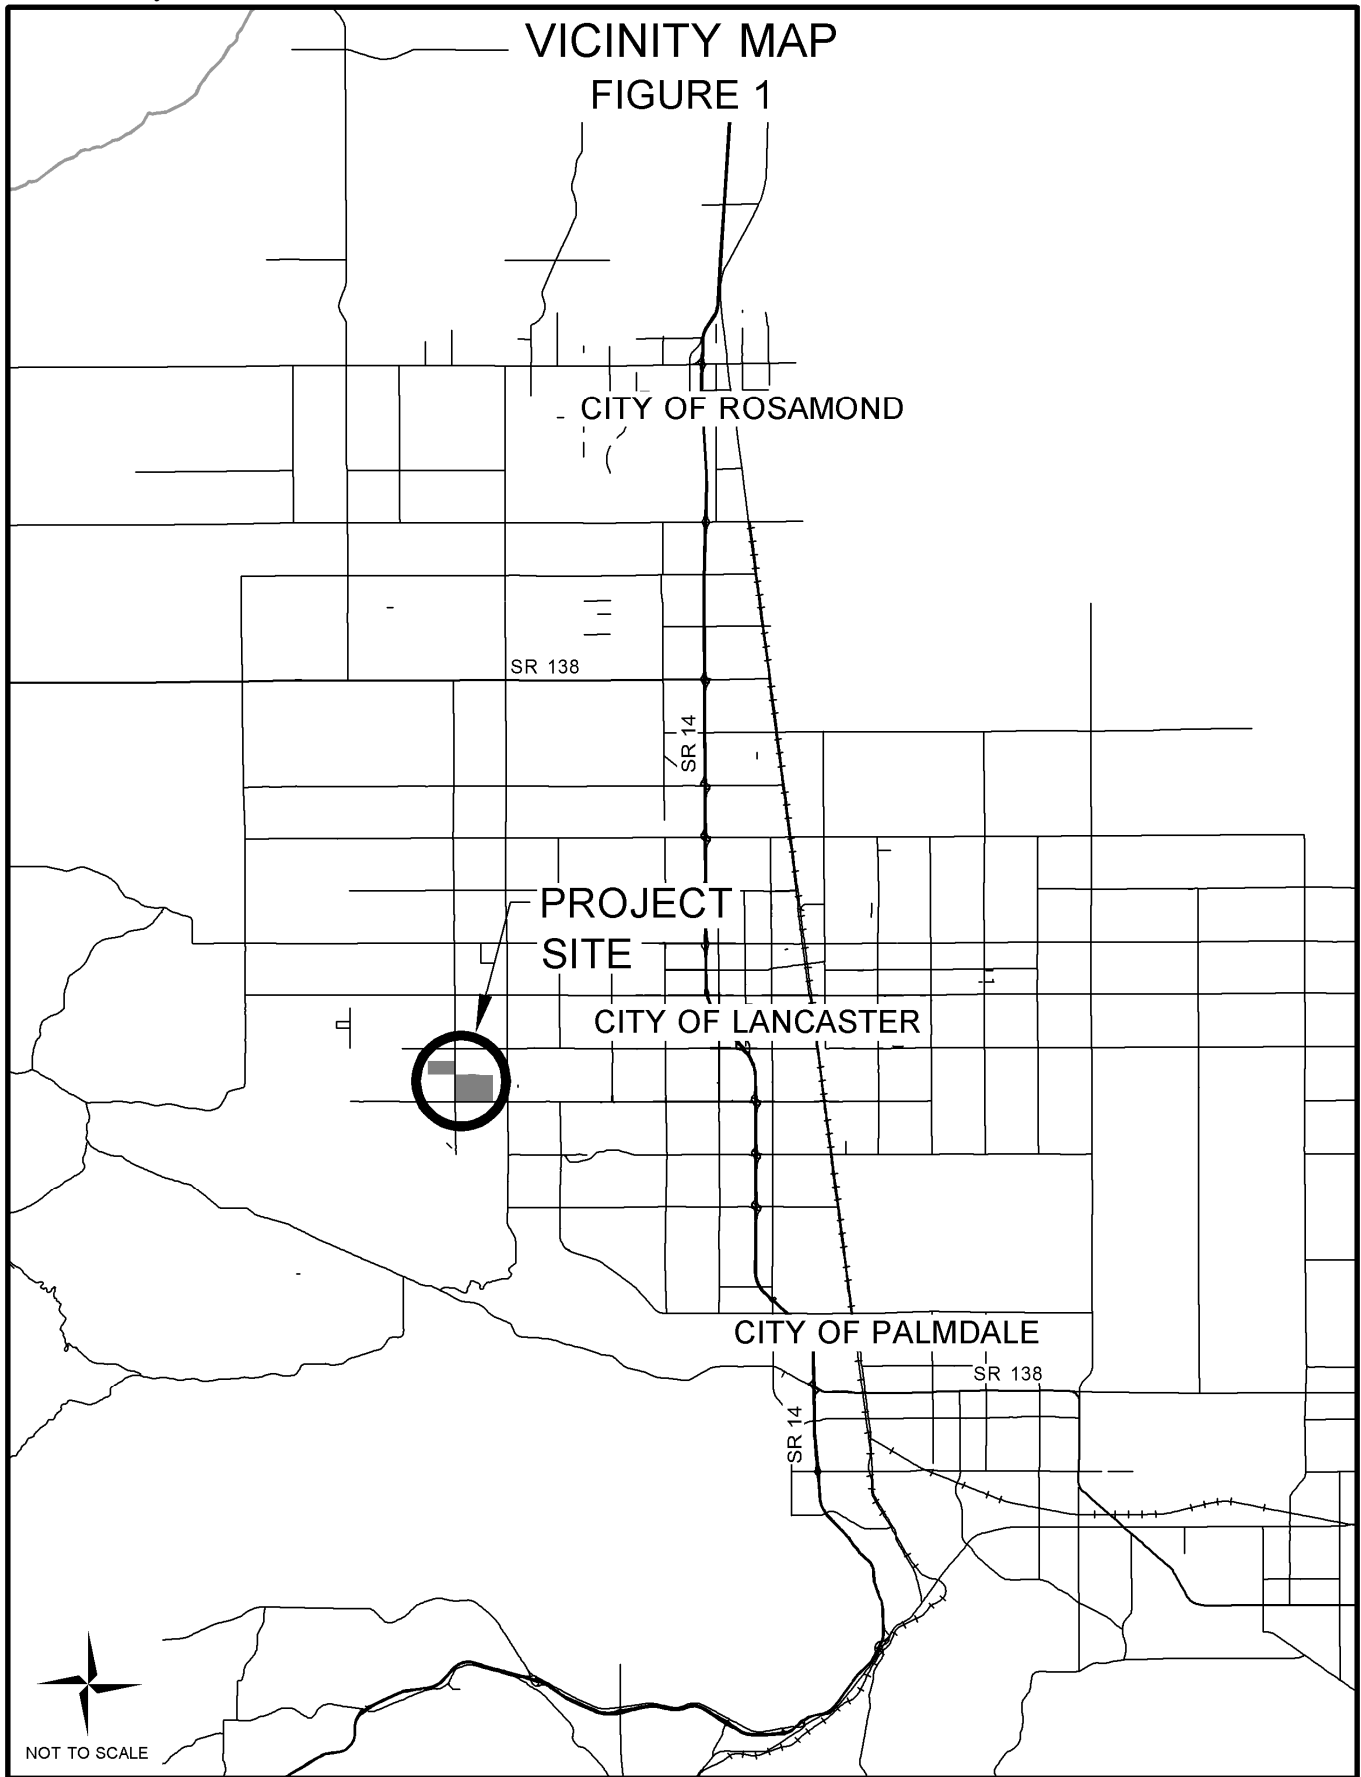 VICINITY MAP
FIGURE 1
CITY OF ROSAMOND
SR 138
SR 14
PROJECT
SITE
CITY OF LANCASTER
CITY OF PALMDALE
SR 138
SR 14
NOT TO SCALE